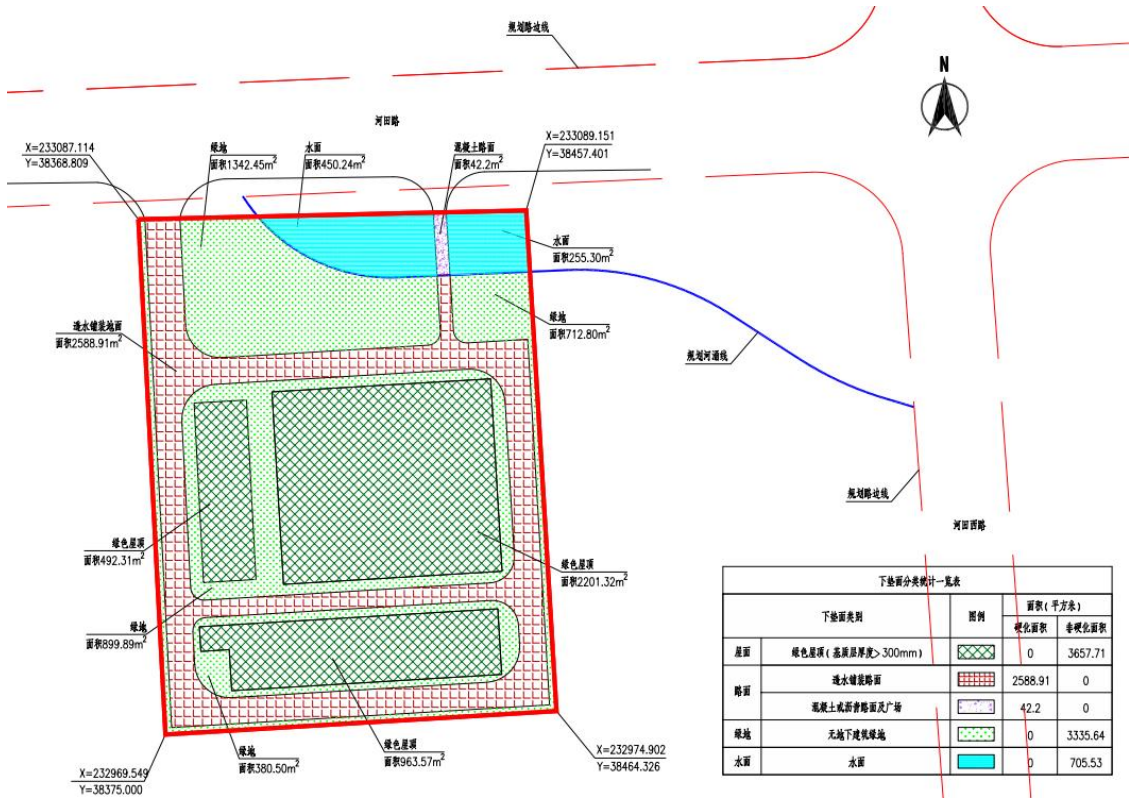 规划路边线
N
河田路
X=233087.114
Y=38368.809
绿地
面积1342.45m²
水面
面积450.24m²
混凝土路面
面积42.2m²
X=233089.151
Y=38457.401
水面
面积255.30m²
绿地
面积712.80m²
透水铺装地面
面积2588.91m²
规划河道线
规划路边线
河田西路
绿色屋顶
面积492.31m²
绿色屋顶
面积2201.32m²
绿地
面积899.89m²
绿地
面积380.50m²
绿色屋顶
面积963.57m²
X=232969.549
Y=38375.000
X=232974.902
Y=38464.326
下垫面分类统计一览表
下垫面类别 图例 面积(平方米)
硬化面积 非硬化面积
屋面 绿色屋顶(基质层厚度>300mm) 0 3657.71
路面 透水铺装路面 2588.91 0
混凝土或沥青路面及广场 42.2 0
绿地 无地下建筑绿地 0 3335.64
水面 水面 0 705.53